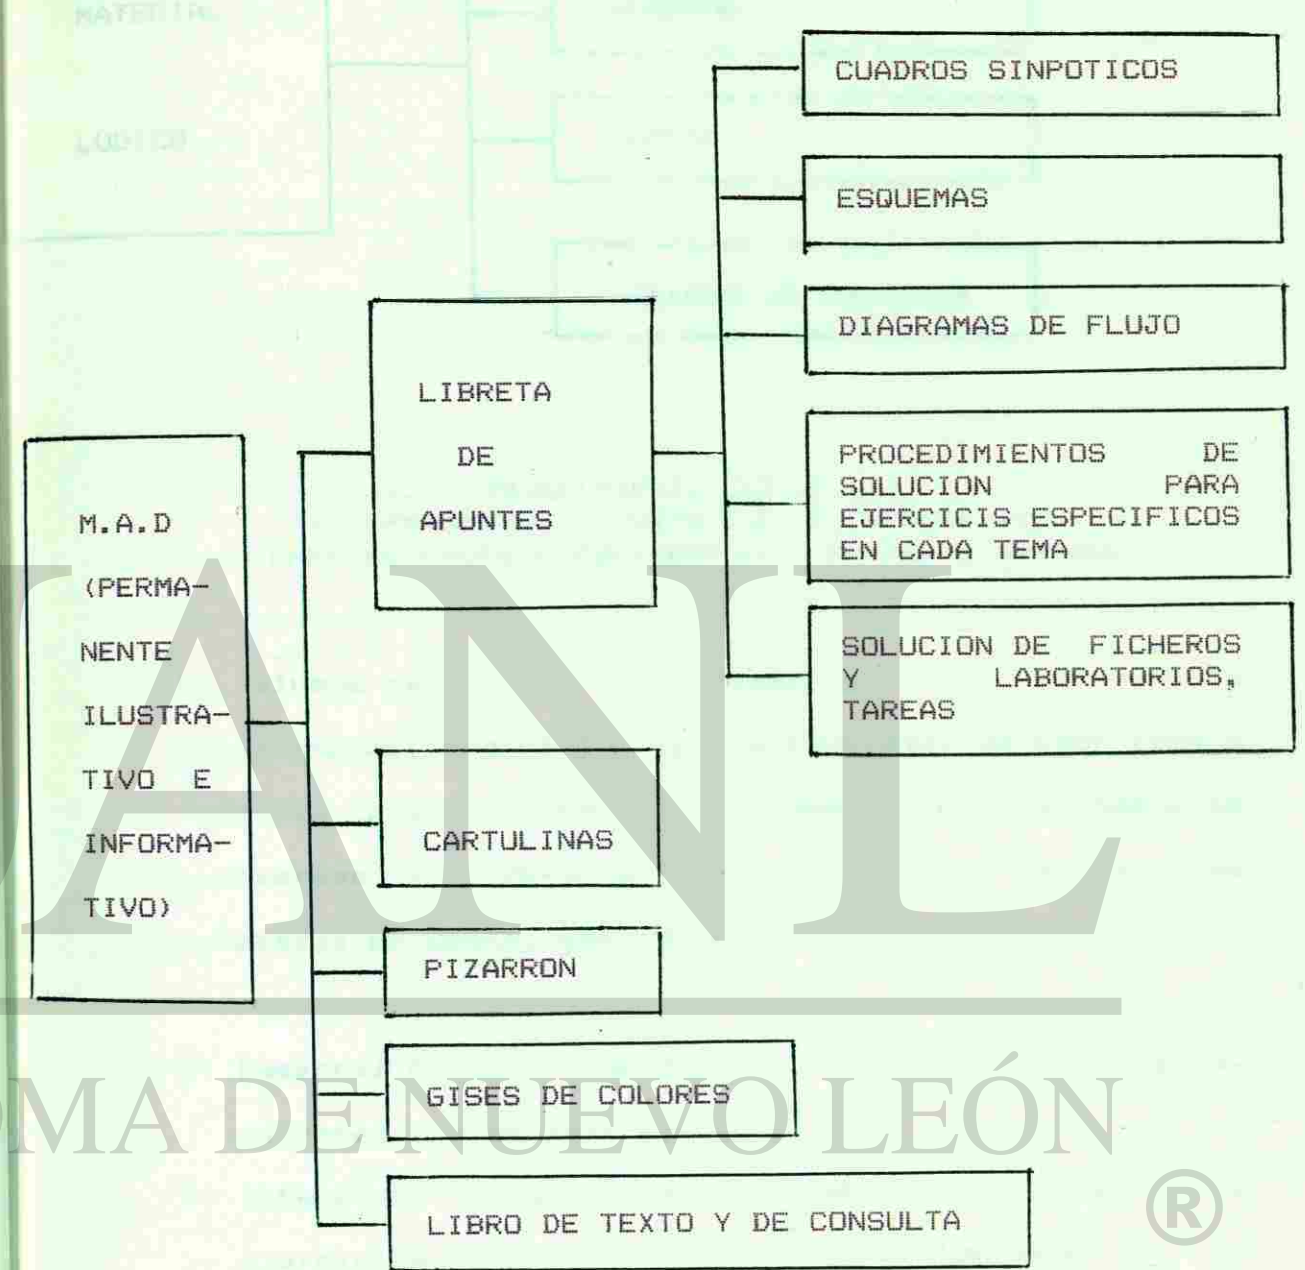 M.A.D
(PERMA-
NENTE
ILUSTRA-
TIVO E
INFORMA-
TIVO)
LIBRETA
DE
APUNTES
CUADROS SINPOTICOS
ESQUEMAS
DIAGRAMAS DE FLUJO
PROCEDIMIENTOS DE
SOLUCION PARA
EJERCICIS ESPECIFICOS
EN CADA TEMA
SOLUCION DE FICHEROS
Y LABORATORIOS,
TAREAS
CARTULINAS
PIZARRON
GISES DE COLORES
LIBRO DE TEXTO Y DE CONSULTA
UANL
OMA DE NUEVO LEÓN
®